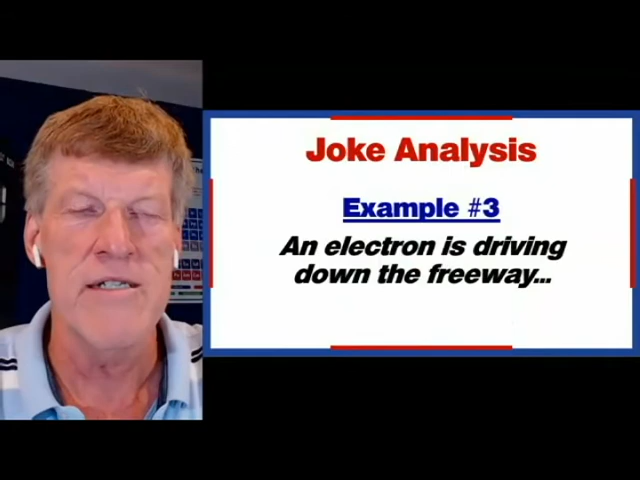 Joke Analysis
Example #3
An electron is driving
down the freeway...